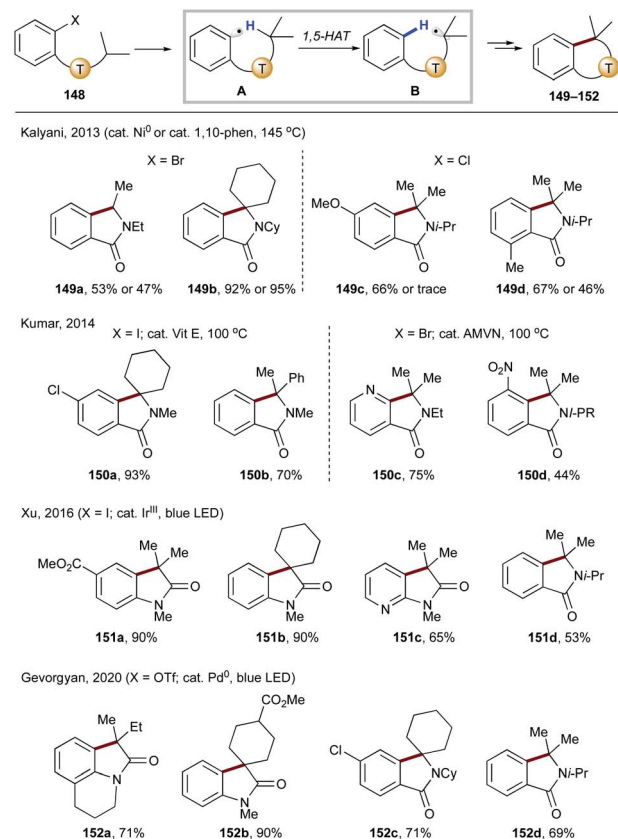 X
H
1,5-HAT
H
T
T
T
T
148
A
B
149–152
Kalyani, 2013 (cat. Ni⁰ or cat. 1,10-phen, 145 °C)
X = Br
X = Cl
Me
NEt
O
NCy
O
MeO
Me
Me
Ni-Pr
O
Me
Me
Ni-Pr
Me
O
149a, 53% or 47%
149b, 92% or 95%
149c, 66% or trace
149d, 67% or 46%
Kumar, 2014
X = I; cat. Vit E, 100 °C
X = Br; cat. AMVN, 100 °C
Cl
NMe
O
Me
Ph
NMe
O
N
Me
Me
NEt
O
O₂N
Me
Me
NI-PR
O
150a, 93%
150b, 70%
150c, 75%
150d, 44%
Xu, 2016 (X = I; cat. Irᴵᴵᴵ, blue LED)
MeO₂C
Me
Me
O
N
Me
O
N
Me
Me
Me
O
N
N
Me
Me
Me
Ni-Pr
O
151a, 90%
151b, 90%
151c, 65%
151d, 53%
Gevorgyan, 2020 (X = OTf; cat. Pd⁰, blue LED)
Me
Et
O
N
CO₂Me
O
N
Me
Cl
NCy
O
Me
Me
Ni-Pr
O
152a, 71%
152b, 90%
152c, 71%
152d, 69%